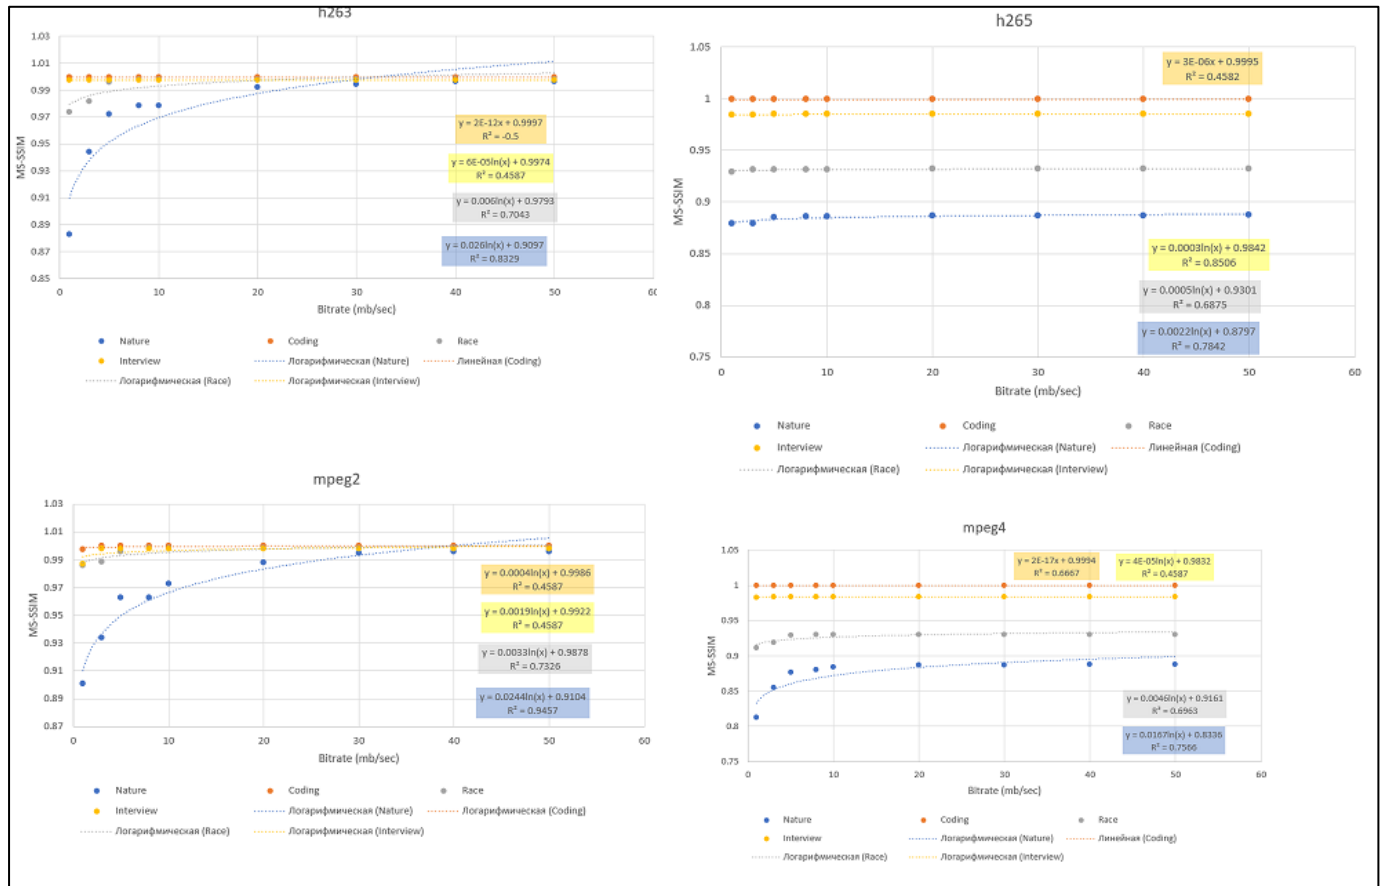 h263
1.03
1.01
0.99
0.97
0.95
0.93
0.91
0.89
0.87
0.85
MS-SSIM
0 10 20 30 40 50 60
Bitrate (mb/sec)
y = 2E-12x + 0.9997
R² = -0.5
y = 6E-05ln(x) + 0.9974
R² = 0.4587
y = 0.006ln(x) + 0.9793
R² = 0.7043
y = 0.026ln(x) + 0.9097
R² = 0.8329
Nature Coding Race
Interview Логарифмическая (Nature) Линейная (Coding)
Логарифмическая (Race) Логарифмическая (Interview)
h265
1.05
1
0.95
0.9
0.85
0.8
0.75
MS-SSIM
0 10 20 30 40 50 60
Bitrate (mb/sec)
y = 3E-06x + 0.9995
R² = 0.4582
y = 0.0003ln(x) + 0.9842
R² = 0.8506
y = 0.0005ln(x) + 0.9301
R² = 0.6875
y = 0.0022ln(x) + 0.8797
R² = 0.7842
Nature Coding Race
Interview Логарифмическая (Nature) Линейная (Coding)
Логарифмическая (Race) Логарифмическая (Interview)
mpeg2
1.03
1.01
0.99
0.97
0.95
0.93
0.91
0.89
0.87
MS-SSIM
0 10 20 30 40 50 60
Bitrate (mb/sec)
y = 0.0004ln(x) + 0.9986
R² = 0.4587
y = 0.0019ln(x) + 0.9922
R² = 0.4587
y = 0.0033ln(x) + 0.9878
R² = 0.7326
y = 0.0244ln(x) + 0.9104
R² = 0.9457
Nature Coding Race
Interview Логарифмическая (Nature) Логарифмическая (Coding)
Логарифмическая (Race) Логарифмическая (Interview)
mpeg4
1.05
1
0.95
0.9
0.85
0.8
0.75
MS-SSIM
0 10 20 30 40 50 60
Bitrate (mb/sec)
y = 2E-17x + 0.9994
R² = 0.6667
y = 4E-05ln(x) + 0.9832
R² = 0.4587
y = 0.0046ln(x) + 0.9161
R² = 0.6963
y = 0.0167ln(x) + 0.8336
R² = 0.7566
Nature Coding Race
Interview Логарифмическая (Nature) Линейная (Coding)
Логарифмическая (Race) Логарифмическая (Interview)